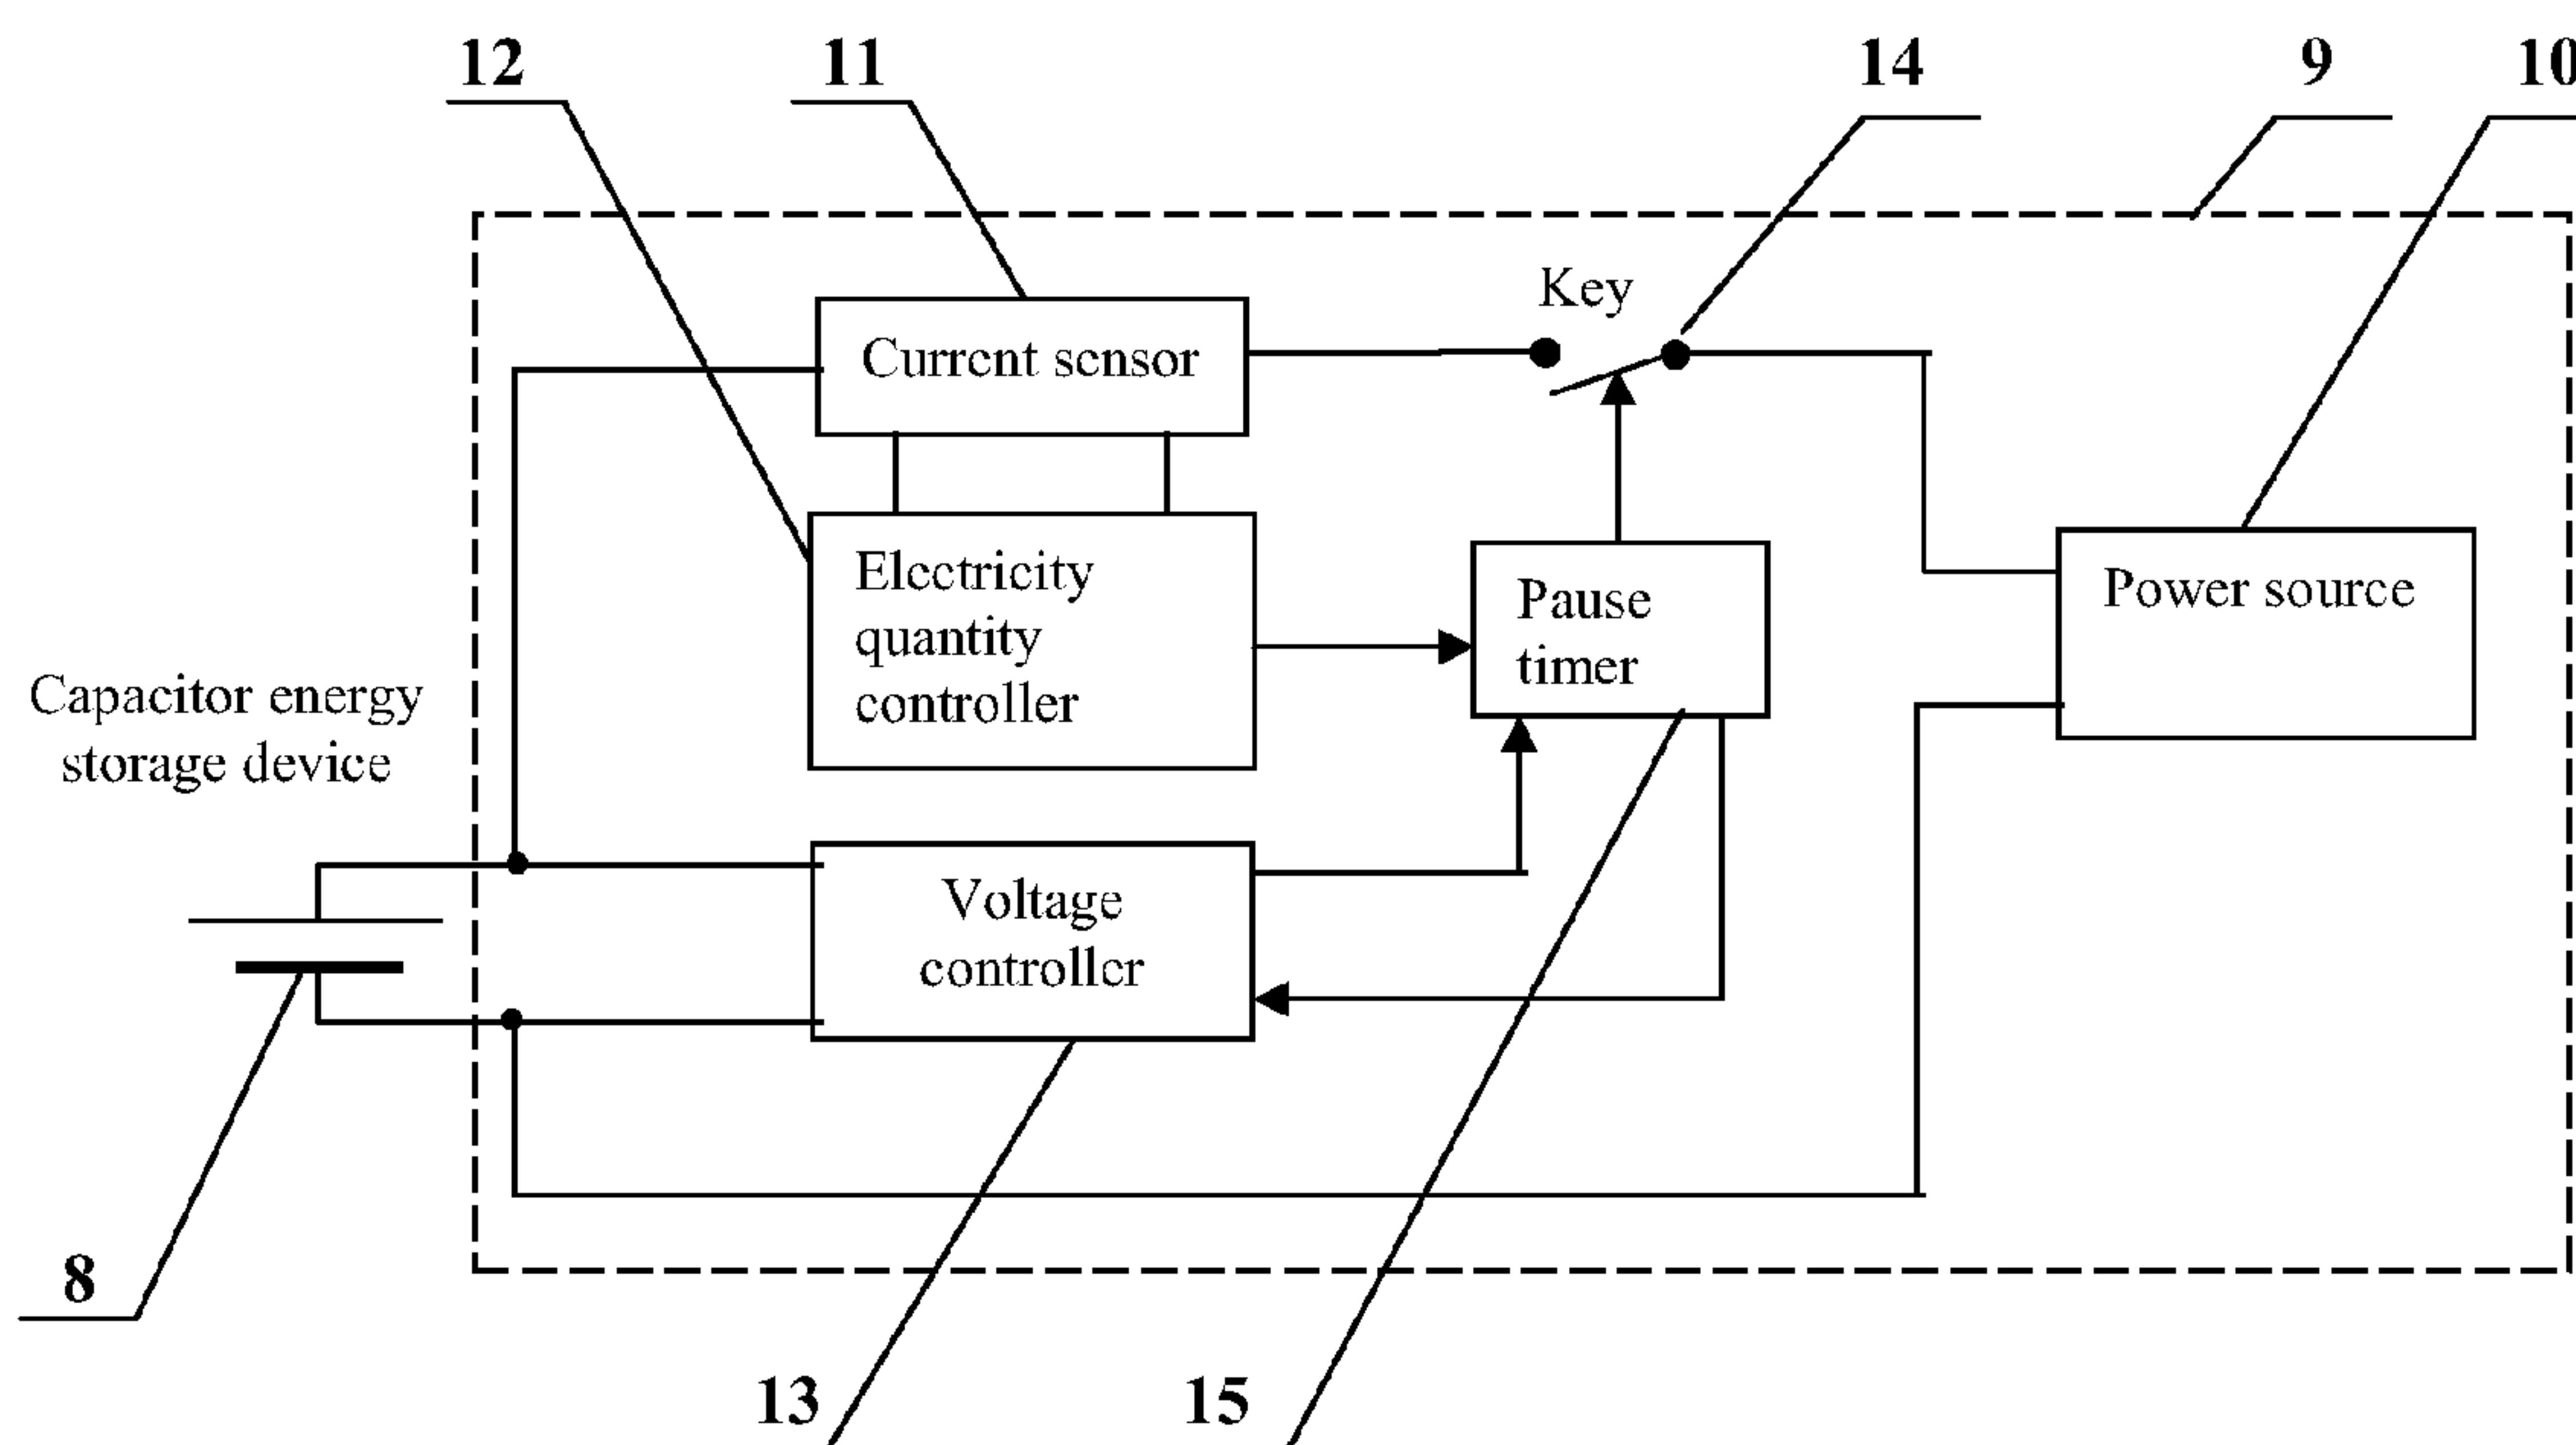 12
11
14
9
10
Key
Current sensor
Electricity
quantity
controller
Pause
timer
Power source
Capacitor energy
storage device
Voltage
controller
8
13
15